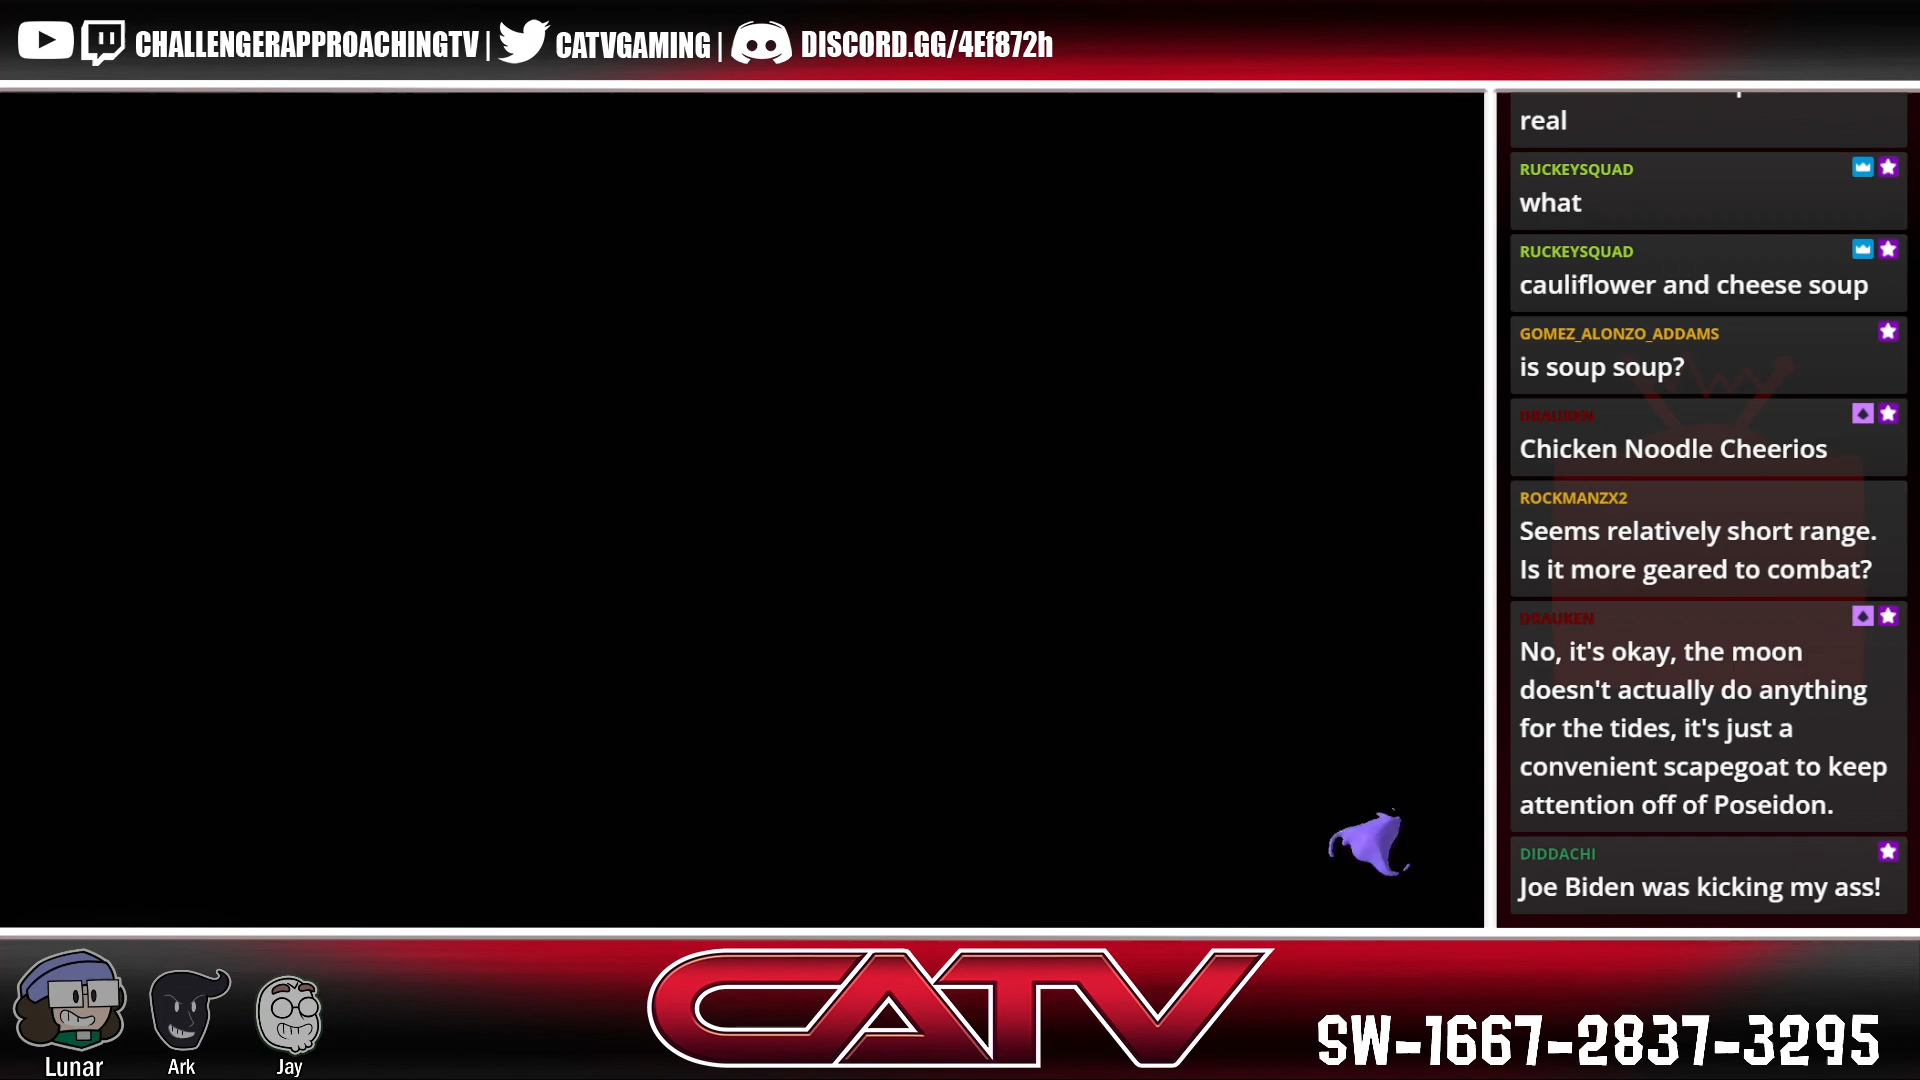 CHALLENGERAPPROACHINGTV | CATVGAMING | DISCORD.GG/4Ef872h
real
RUCKEYSQUAD
what
RUCKEYSQUAD
cauliflower and cheese soup
GOMEZ_ALONZO_ADDAMS
is soup soup?
DRAUKEN
Chicken Noodle Cheerios
ROCKMANZX2
Seems relatively short range.
Is it more geared to combat?
DRAUKEN
No, it's okay, the moon
doesn't actually do anything
for the tides, it's just a
convenient scapegoat to keep
attention off of Poseidon.
DIDDACHI
Joe Biden was kicking my ass!
Lunar
Ark
Jay
CATV
SW-1667-2837-3295